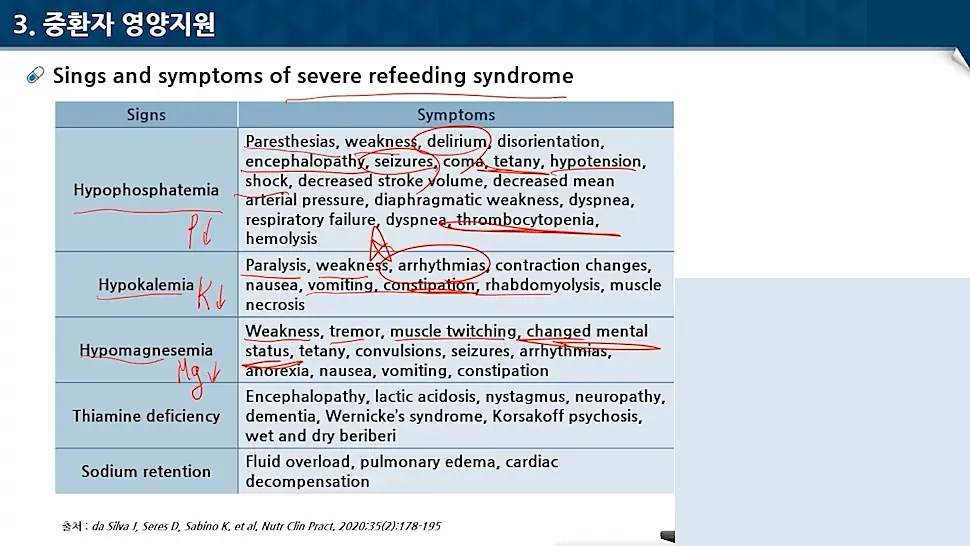 3. 중환자 영양지원
Sings and symptoms of severe refeeding syndrome
Signs
Symptoms
Hypophosphatemia
P↓
Paresthesias, weakness, delirium, disorientation,
encephalopathy, seizures, coma, tetany, hypotension,
shock, decreased stroke volume, decreased mean
arterial pressure, diaphragmatic weakness, dyspnea,
respiratory failure, dyspnea, thrombocytopenia,
hemolysis
Hypokalemia
K↓
Paralysis, weakness, arrhythmias, contraction changes,
nausea, vomiting, constipation, rhabdomyolysis, muscle
necrosis
Hypomagnesemia
Mg↓
Weakness, tremor, muscle twitching, changed mental
status, tetany, convulsions, seizures, arrhythmias,
anorexia, nausea, vomiting, constipation
Thiamine deficiency
Encephalopathy, lactic acidosis, nystagmus, neuropathy,
dementia, Wernicke's syndrome, Korsakoff psychosis,
wet and dry beriberi
Sodium retention
Fluid overload, pulmonary edema, cardiac
decompensation
출처 : da Silva J, Seres D, Sabino K, et al, Nutr Clin Pract, 2020:35(2):178-195